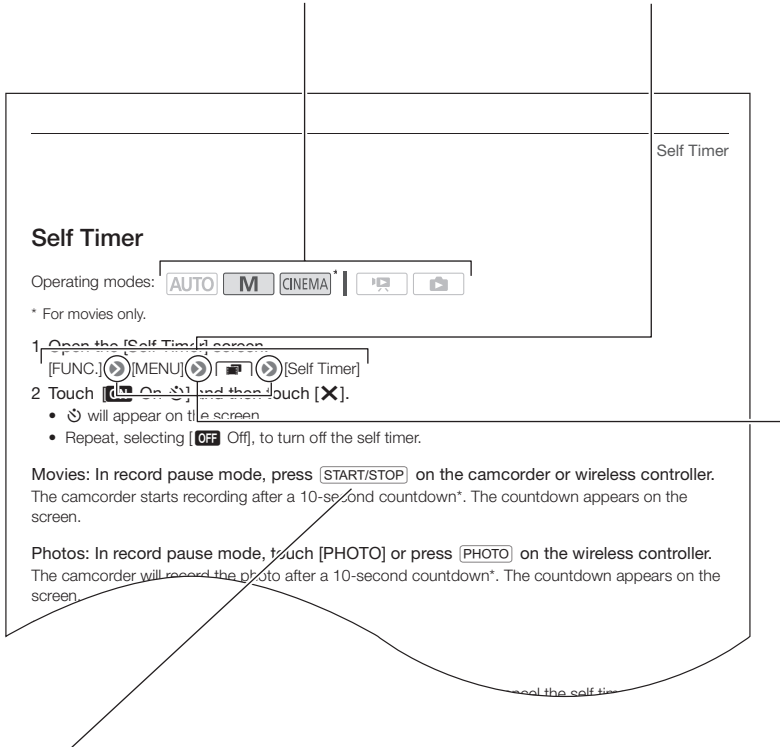 Self Timer
Self Timer
Operating modes: AUTO M CINEMA *
* For movies only.
1 Open the [Self Timer] screen.
[FUNC.] [MENU] [Self Timer]
2 Touch [ON On ] and then touch [X].
• will appear on the screen.
• Repeat, selecting [OFF Off], to turn off the self timer.
Movies: In record pause mode, press START/STOP on the camcorder or wireless controller.
The camcorder starts recording after a 10-second countdown*. The countdown appears on the
screen.
Photos: In record pause mode, touch [PHOTO] or press PHOTO on the wireless controller.
The camcorder will record the photo after a 10-second countdown*. The countdown appears on the
screen.
the self